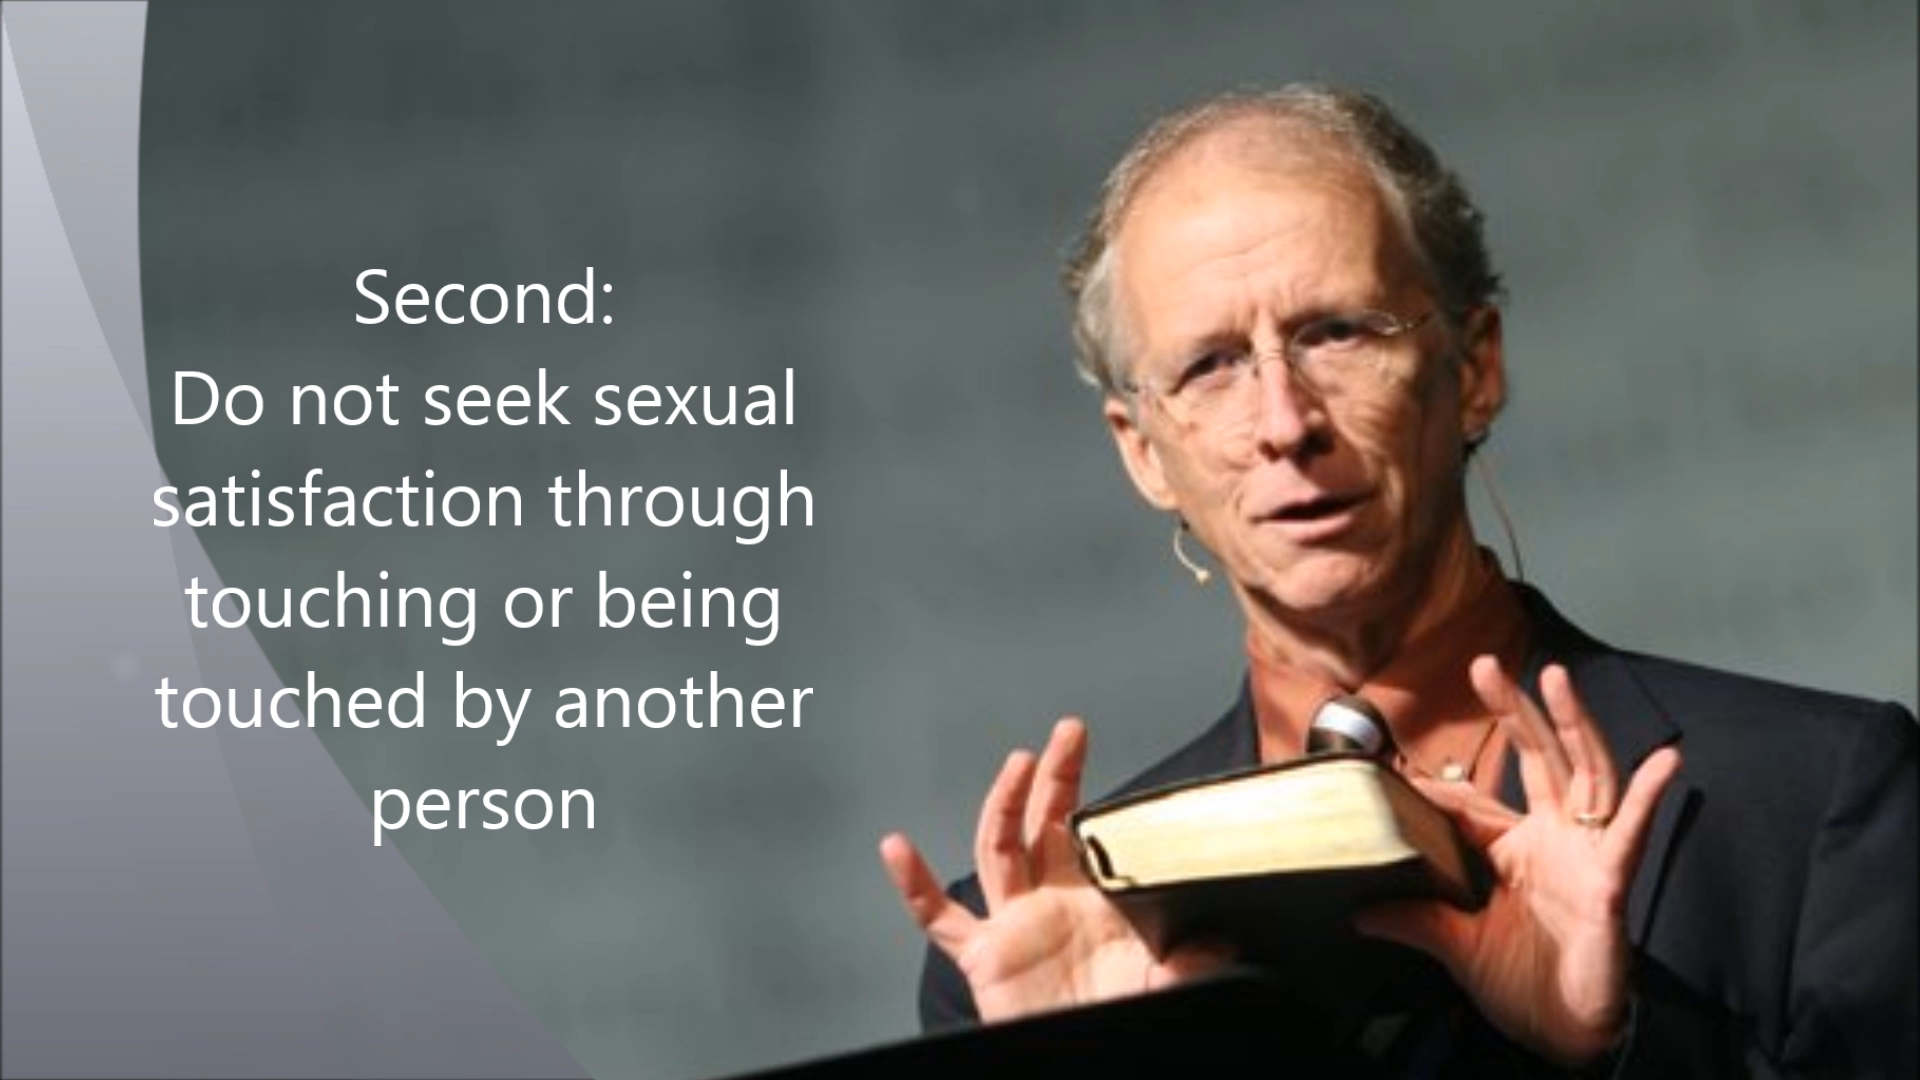 Second:
Do not seek sexual
satisfaction through
touching or being
touched by another
person